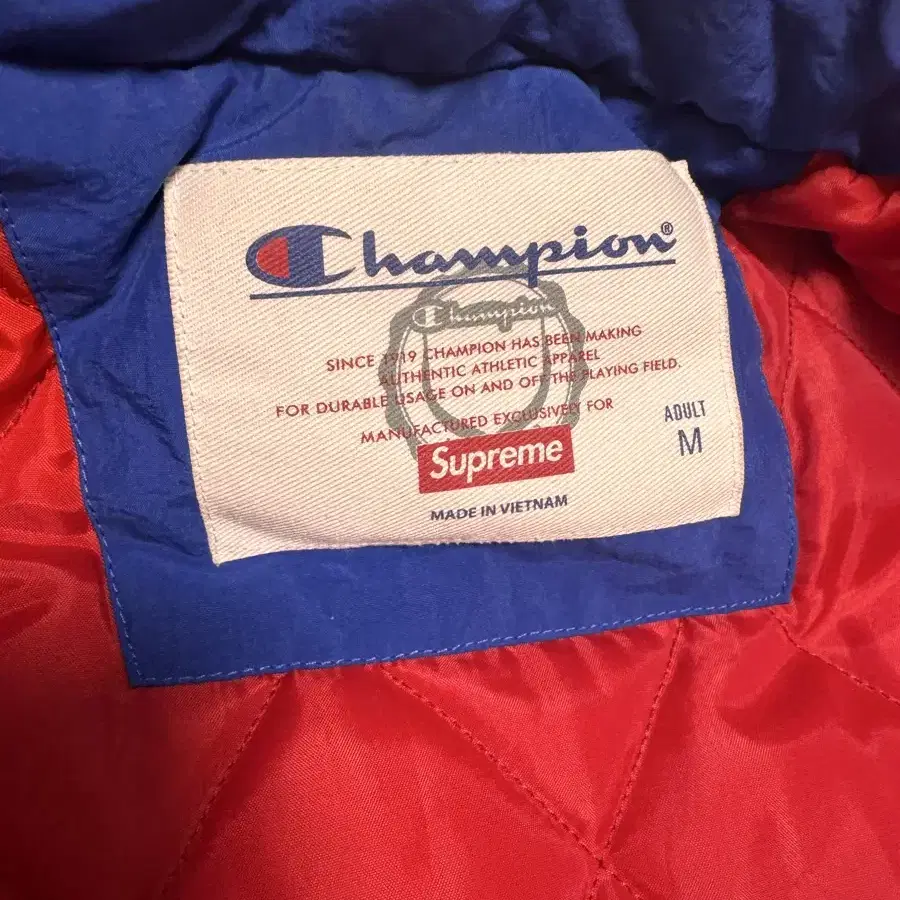 Champion®
Champion
SINCE 1919 CHAMPION HAS BEEN MAKING
AUTHENTIC ATHLETIC APPAREL
FOR DURABLE USAGE ON AND OFF THE PLAYING FIELD.
MANUFACTURED EXCLUSIVELY FOR
Supreme
ADULT
M
MADE IN VIETNAM